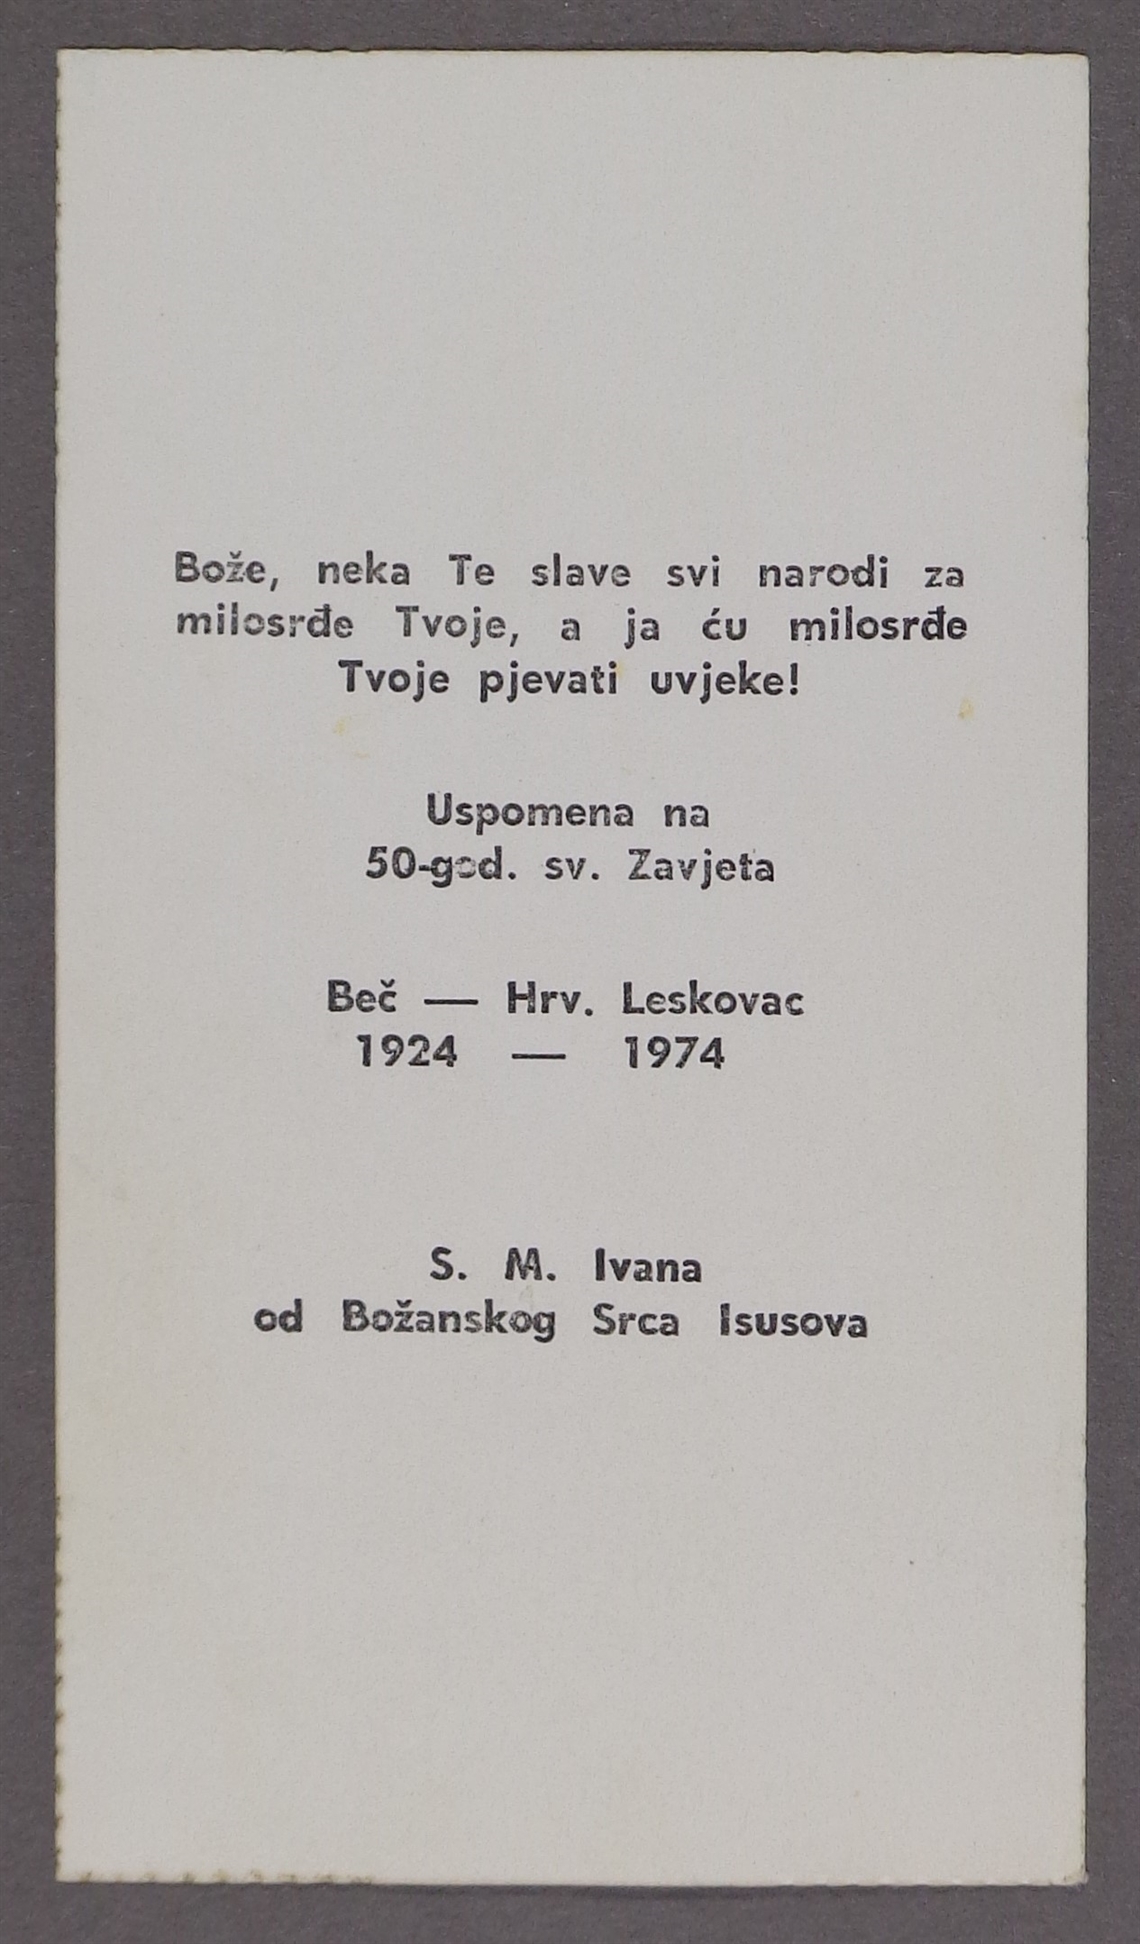 Bože, neka Te slave svi narodi za
milosrđe Tvoje, a ja ću milosrđe
Tvoje pjevati uvjeke!
Uspomena na
50-god. sv. Zavjeta
Beč — Hrv. Leskovac
1924 — 1974
S. M. Ivana
od Božanskog Srca Isusova